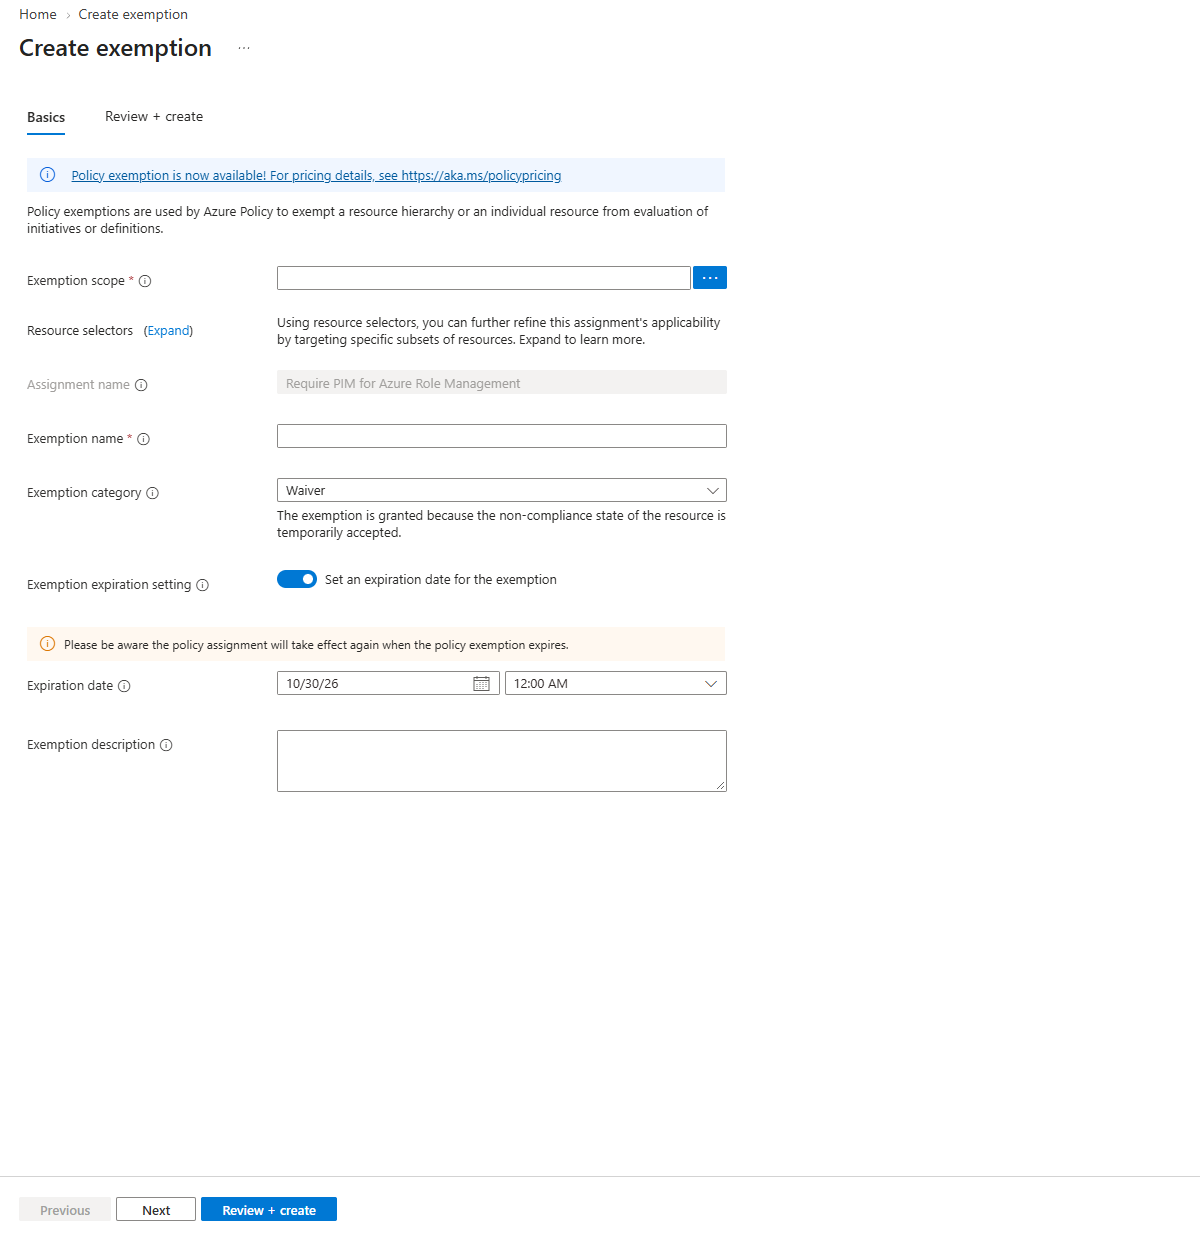 Home > Create exemption
Create exemption ...
Basics Review + create
Policy exemption is now available! For pricing details, see https://aka.ms/policypricing
Policy exemptions are used by Azure Policy to exempt a resource hierarchy or an individual resource from evaluation of
initiatives or definitions.
Exemption scope *
Resource selectors (Expand)
Using resource selectors, you can further refine this assignment's applicability
by targeting specific subsets of resources. Expand to learn more.
Assignment name
Require PIM for Azure Role Management
Exemption name *
Exemption category
Waiver
The exemption is granted because the non-compliance state of the resource is
temporarily accepted.
Exemption expiration setting
Set an expiration date for the exemption
Please be aware the policy assignment will take effect again when the policy exemption expires.
Expiration date
10/30/26 12:00 AM
Exemption description
Previous Next Review + create